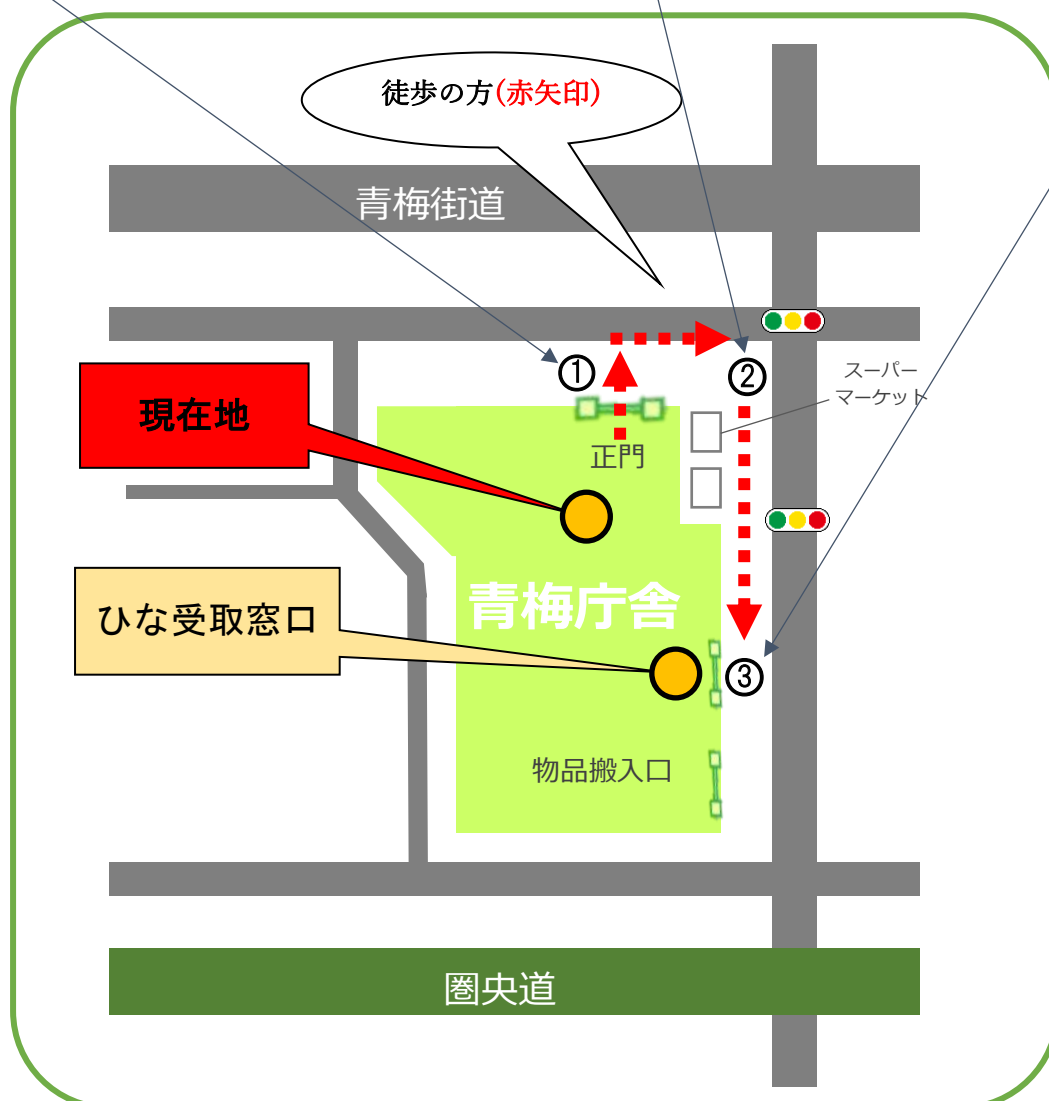 徒歩の方(赤矢印)
青梅街道
①
②
スーパー
マーケット
現在地
正門
青梅庁舎
ひな受取窓口
③
物品搬入口
圏央道